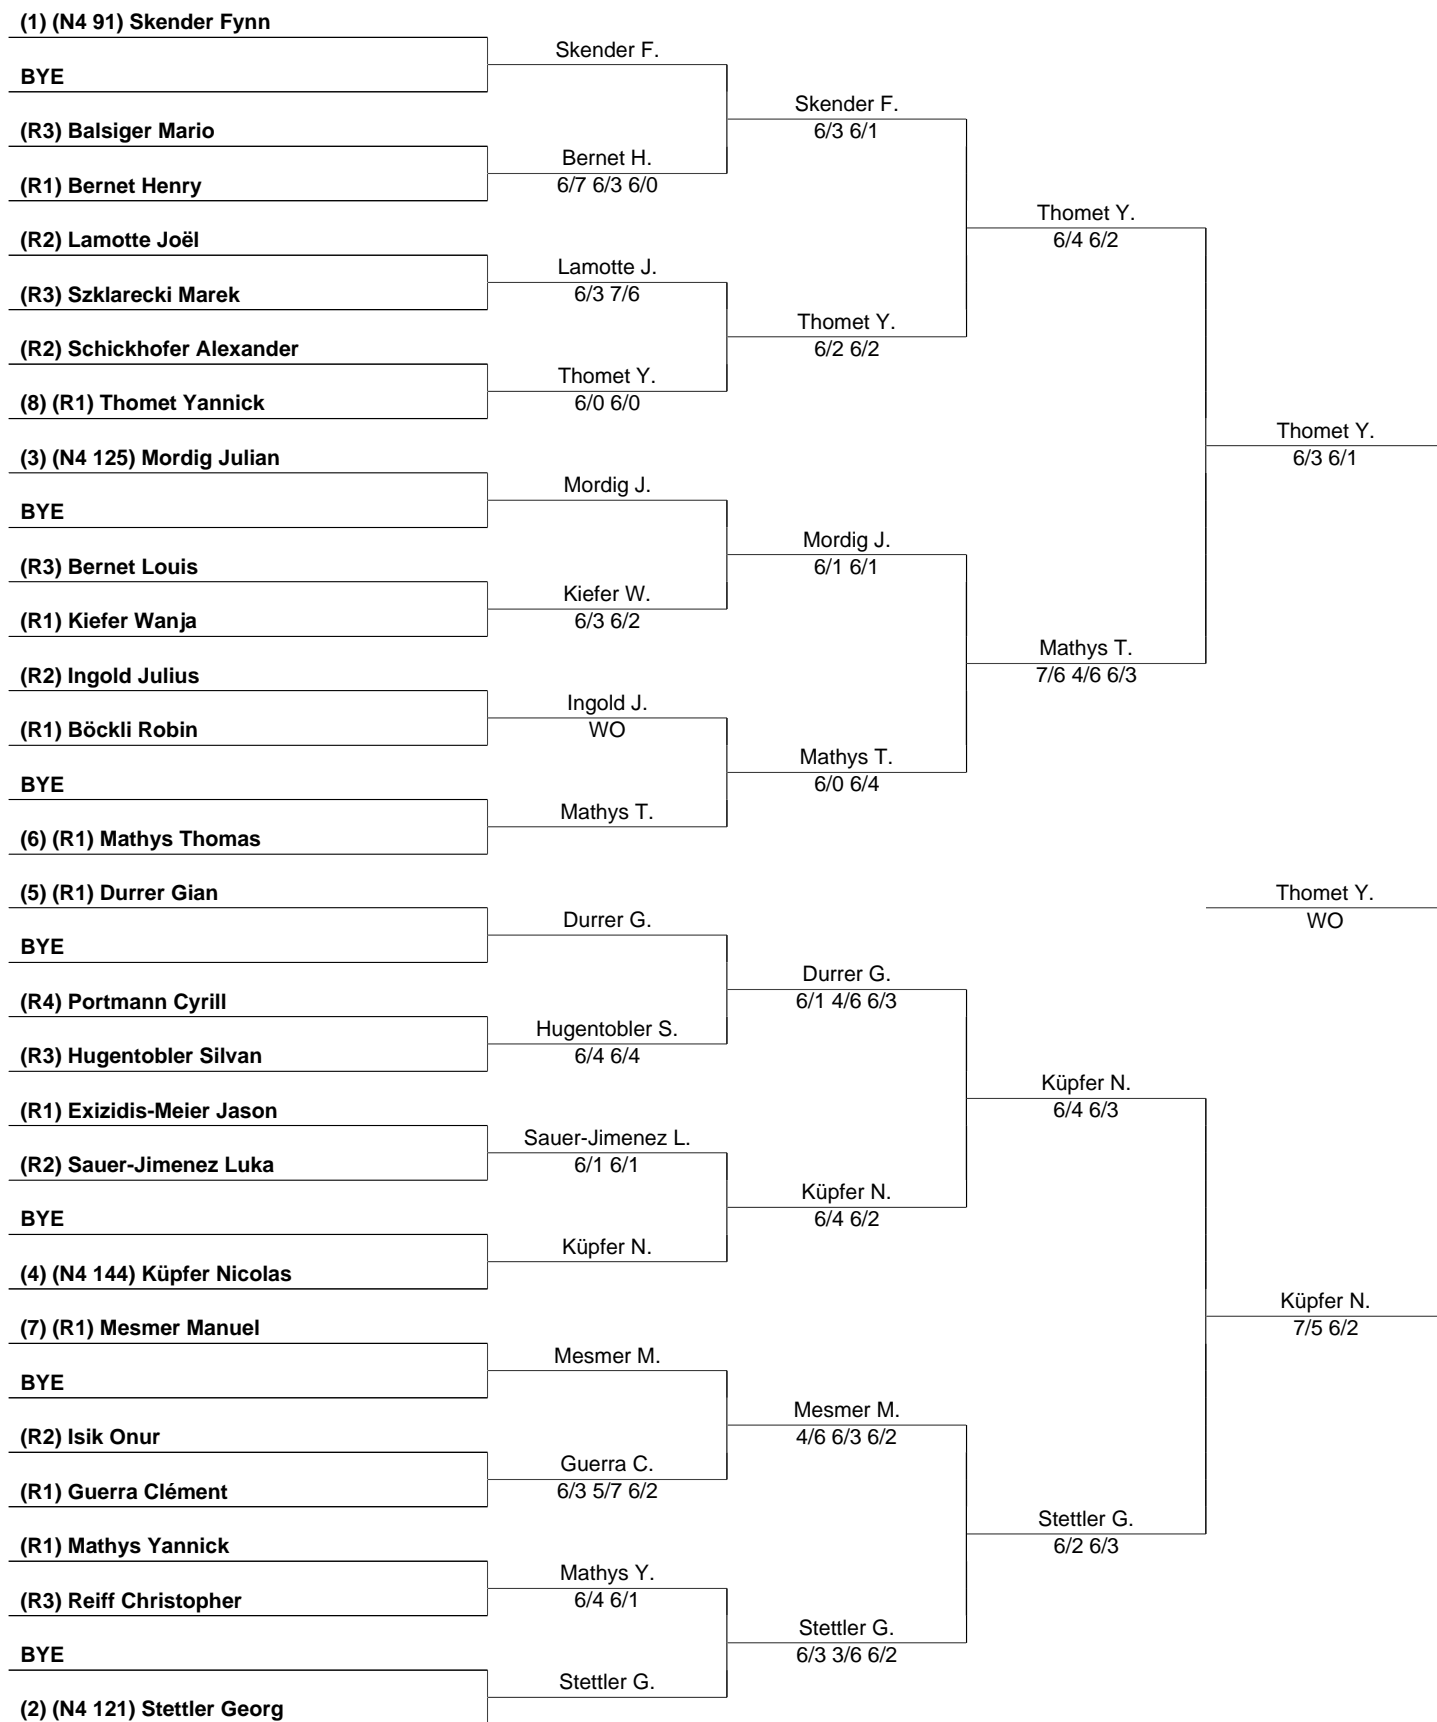 (1) (N4 91) Skender Fynn
Skender F.
BYE
Skender F.
6/3 6/1
(R3) Balsiger Mario
Bernet H.
6/7 6/3 6/0
(R1) Bernet Henry
Thomet Y.
6/4 6/2
(R2) Lamotte Joël
Lamotte J.
6/3 7/6
(R3) Szklarecki Marek
Thomet Y.
6/2 6/2
(R2) Schickhofer Alexander
Thomet Y.
6/0 6/0
(8) (R1) Thomet Yannick
Thomet Y.
6/3 6/1
(3) (N4 125) Mordig Julian
Mordig J.
BYE
Mordig J.
6/1 6/1
(R3) Bernet Louis
Kiefer W.
6/3 6/2
(R1) Kiefer Wanja
Mathys T.
7/6 4/6 6/3
(R2) Ingold Julius
Ingold J.
WO
(R1) Böckli Robin
Mathys T.
6/0 6/4
BYE
Mathys T.
(6) (R1) Mathys Thomas
(5) (R1) Durrer Gian
Thomet Y.
WO
Durrer G.
BYE
Durrer G.
6/1 4/6 6/3
(R4) Portmann Cyrill
Hugentobler S.
6/4 6/4
(R3) Hugentobler Silvan
Küpfer N.
6/4 6/3
(R1) Exizidis-Meier Jason
Sauer-Jimenez L.
6/1 6/1
(R2) Sauer-Jimenez Luka
Küpfer N.
6/4 6/2
BYE
Küpfer N.
(4) (N4 144) Küpfer Nicolas
Küpfer N.
7/5 6/2
(7) (R1) Mesmer Manuel
Mesmer M.
BYE
Mesmer M.
4/6 6/3 6/2
(R2) Isik Onur
Guerra C.
6/3 5/7 6/2
(R1) Guerra Clément
Stettler G.
6/2 6/3
(R1) Mathys Yannick
Mathys Y.
6/4 6/1
(R3) Reiff Christopher
Stettler G.
6/3 3/6 6/2
BYE
Stettler G.
(2) (N4 121) Stettler Georg